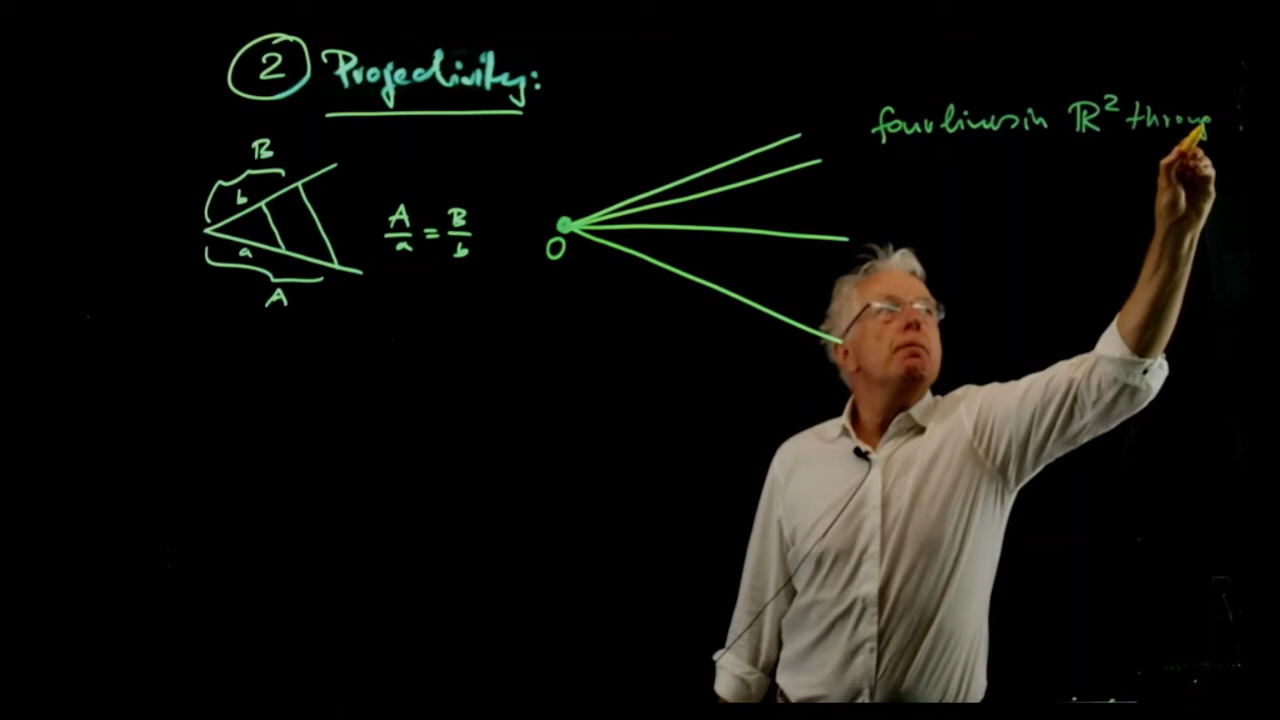 2 Projectivity:
four lines in ℝ² throug
B
b
a
A
A/a = B/b
O